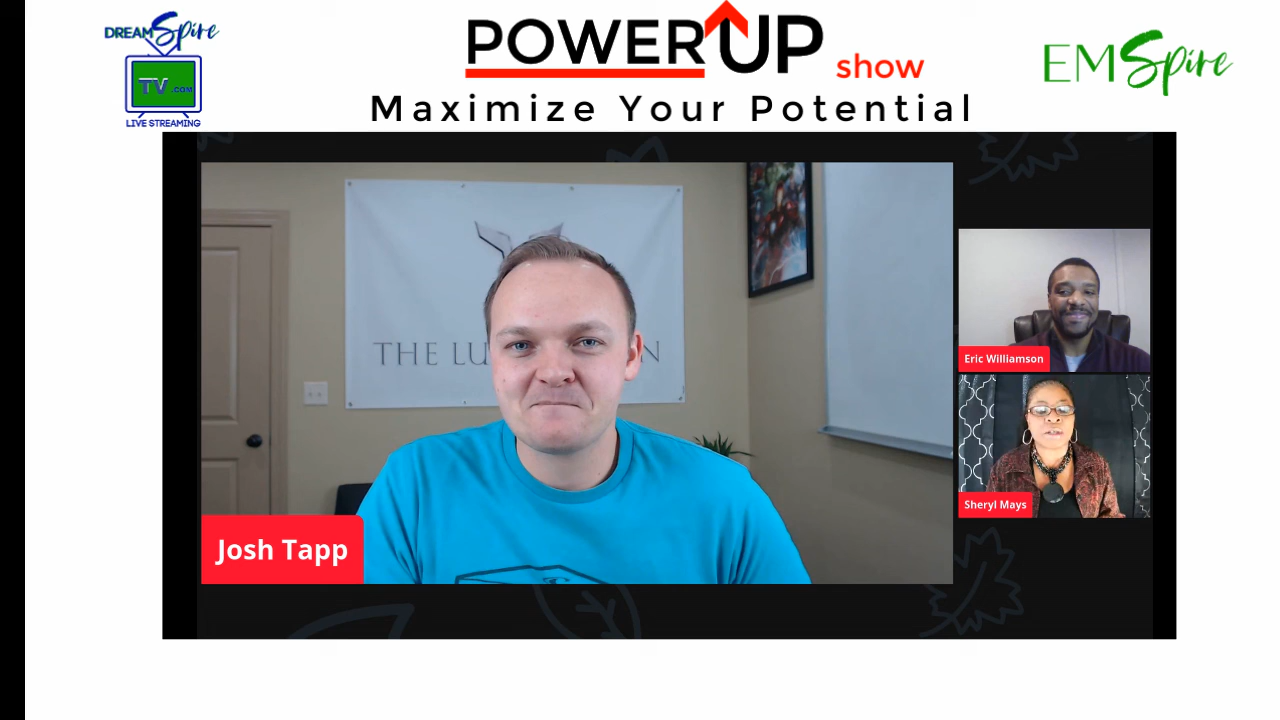 DREAMSpire
TV.COM
LIVE STREAMING
POWERUP show
Maximize Your Potential
EMSpire
THE LU N
Josh Tapp
Eric Williamson
Sheryl Mays